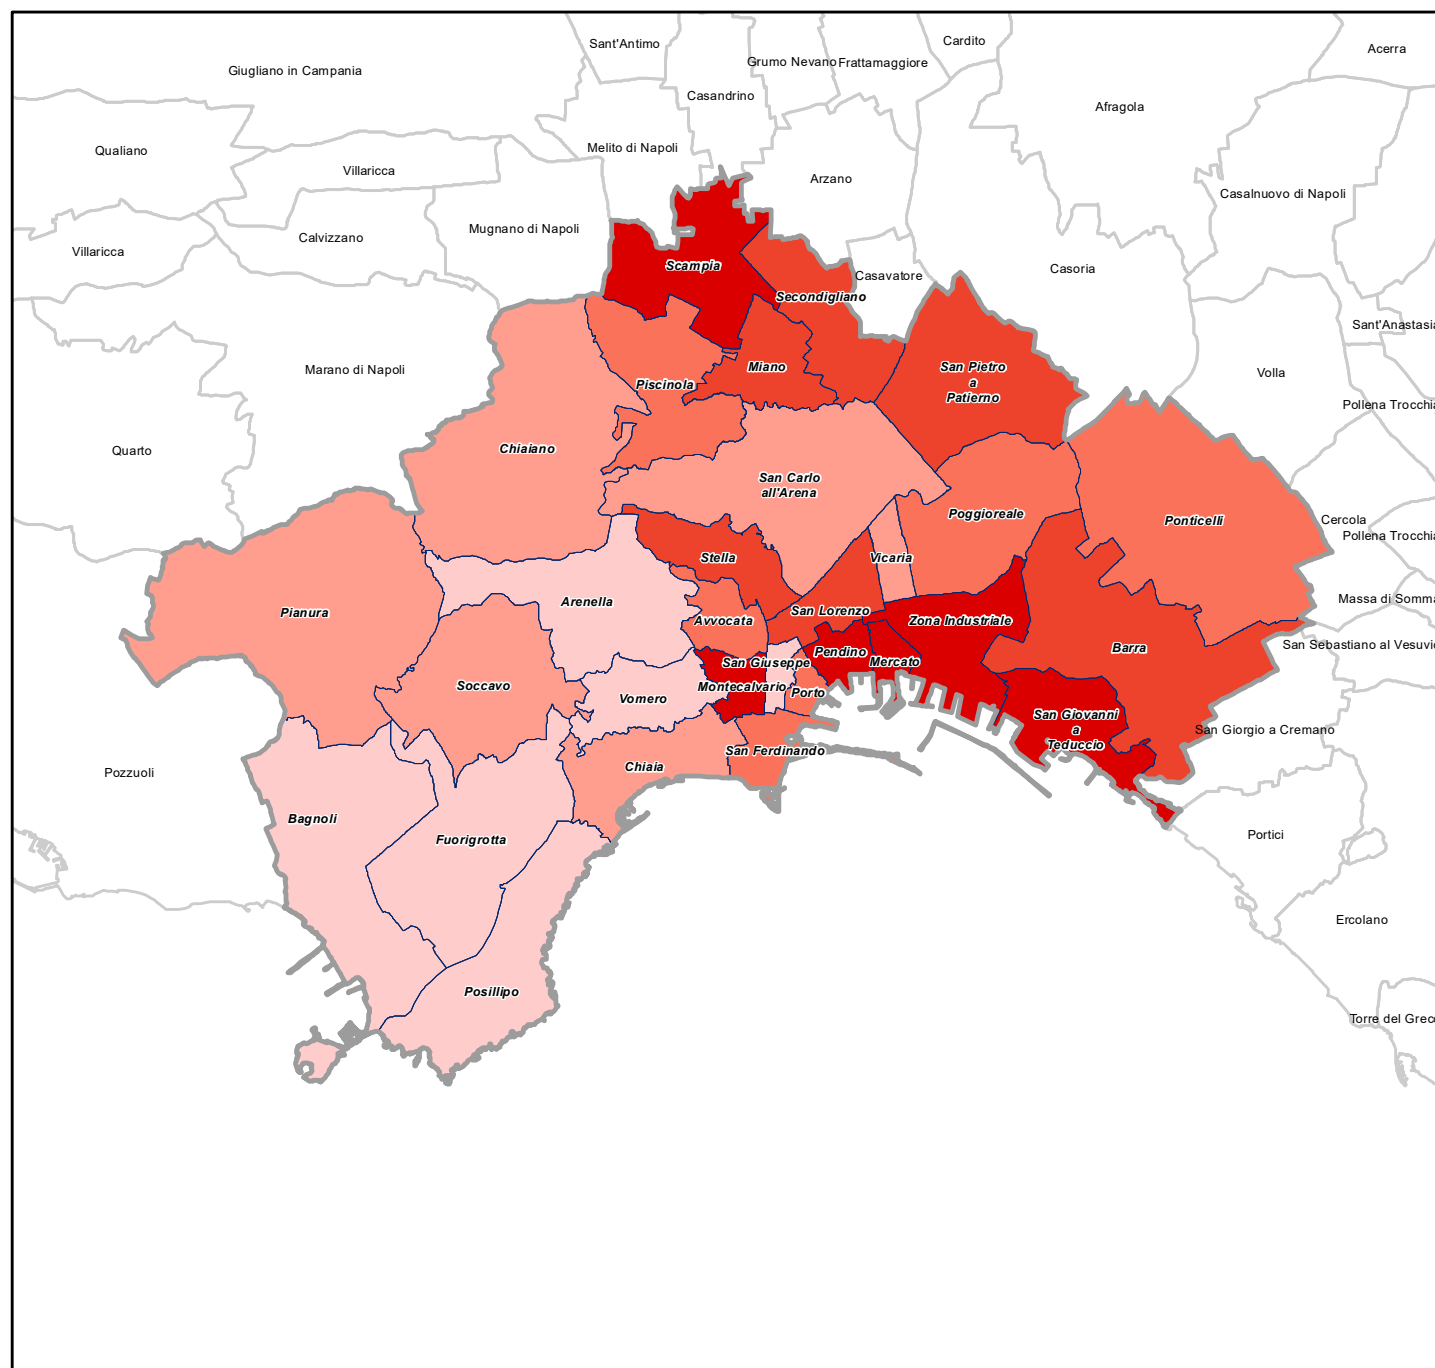 Sant'Antimo
Cardito
Acerra
Grumo Nevano
Frattamaggiore
Giugliano in Campania
Casandrino
Afragola
Qualiano
Melito di Napoli
Villaricca
Arzano
Casalnuovo di Napoli
Mugnano di Napoli
Calvizzano
Villaricca
Scampia
Casoria
Casavatore
Secondigliano
Sant'Anastasia
Marano di Napoli
Miano
San Pietro
a
Patierno
Volla
Piscinola
Pollena Trocchia
Quarto
Chiaiano
San Carlo
all'Arena
Poggioreale
Ponticelli
Cercola
Pollena Trocchia
Stella
Vicaria
Massa di Somma
Pianura
Arenella
Avvocata
San Lorenzo
Zona Industriale
Barra
San Sebastiano al Vesuvio
Pendino
Mercato
San Giuseppe
Soccavo
Vomero
Montecalvario
Porto
San Giovanni
a
Teduccio
San Giorgio a Cremano
San Ferdinando
Pozzuoli
Chiaia
Bagnoli
Fuorigrotta
Portici
Ercolano
Posillipo
Torre del Greco